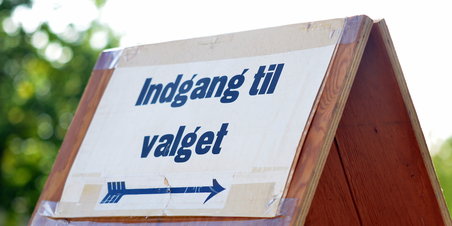 Indgang til
valget